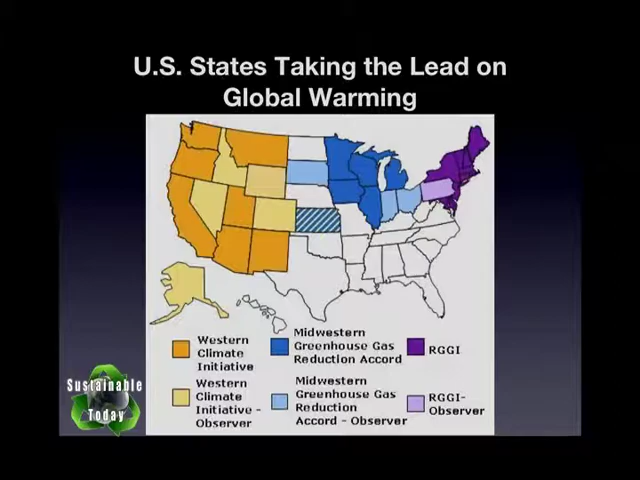 U.S. States Taking the Lead on
Global Warming
Western
Climate
Initiative
Midwestern
Greenhouse Gas
Reduction Accord
RGGI
Western
Climate
Initiative -
Observer
Midwestern
Greenhouse Gas
Reduction
Accord - Observer
RGGI-
Observer
Sustainable
Today